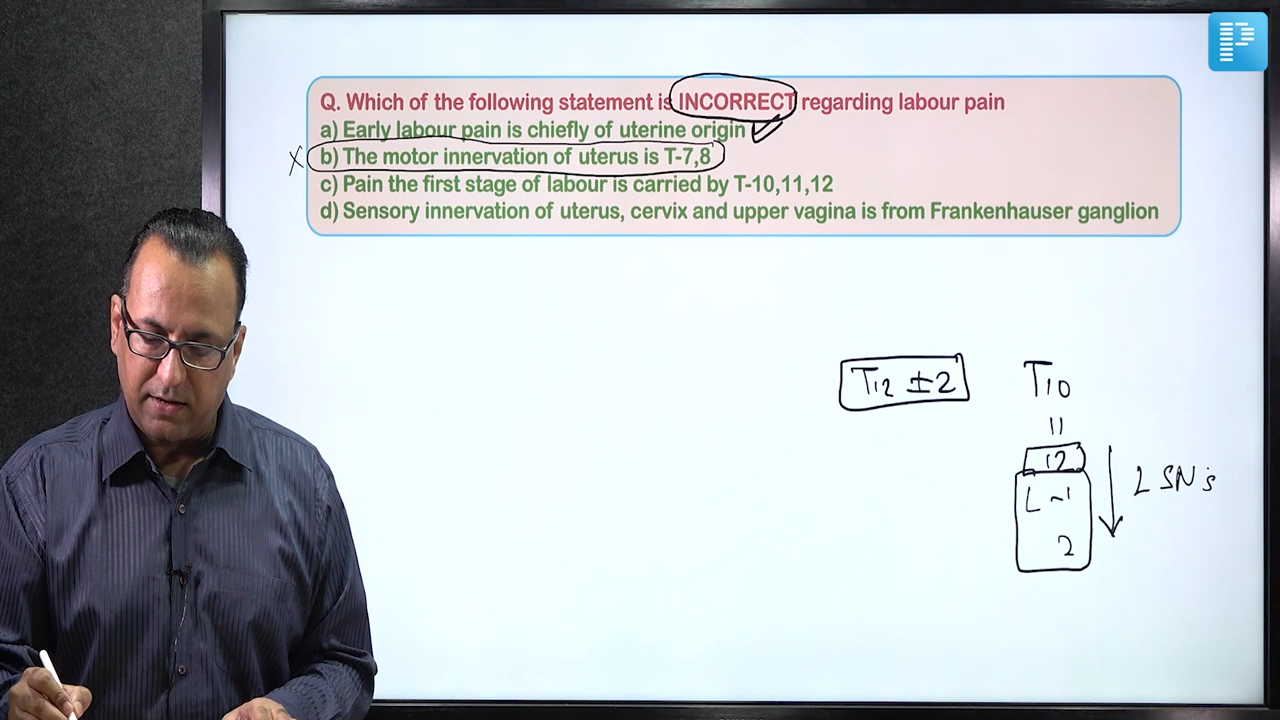 Q. Which of the following statement is INCORRECT regarding labour pain
a) Early labour pain is chiefly of uterine origin
b) The motor innervation of uterus is T-7,8
c) Pain the first stage of labour is carried by T-10,11,12
d) Sensory innervation of uterus, cervix and upper vagina is from Frankenhauser ganglion
T12 ±2
T10
11
12
L-1
2
2 SN's